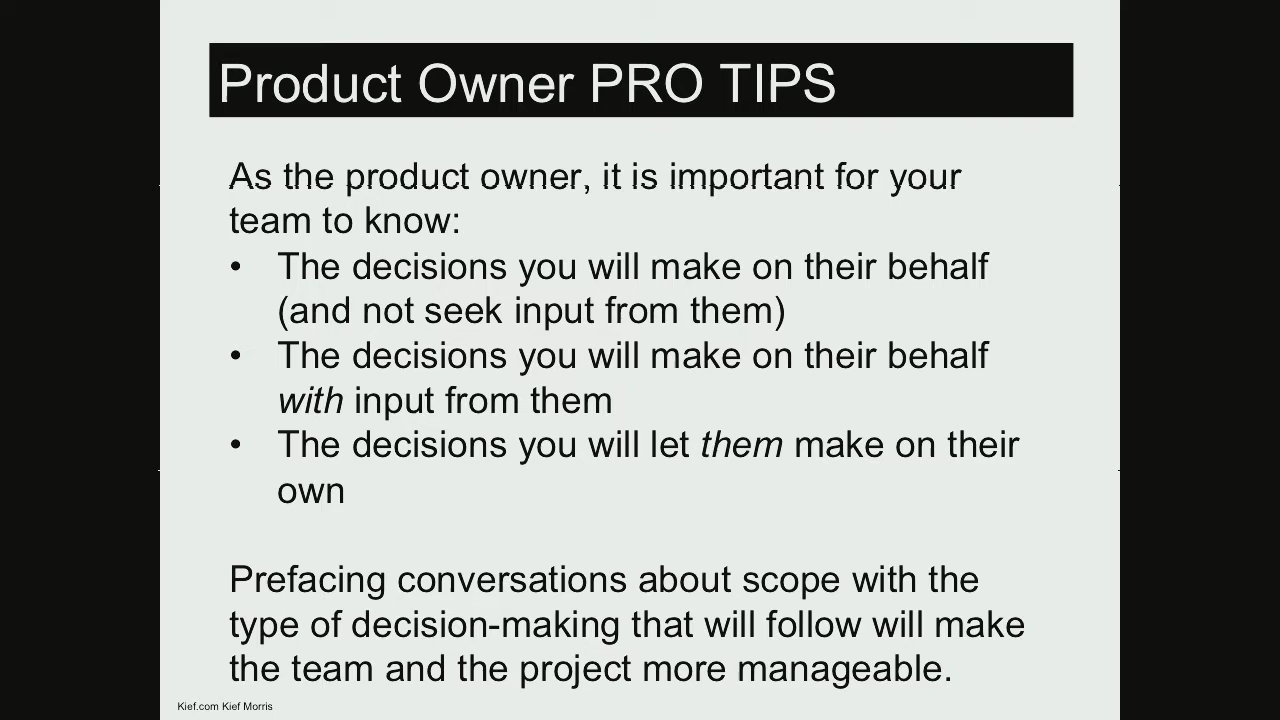 Product Owner PRO TIPS
As the product owner, it is important for your
team to know:
• The decisions you will make on their behalf
(and not seek input from them)
• The decisions you will make on their behalf
with input from them
• The decisions you will let them make on their
own
Prefacing conversations about scope with the
type of decision-making that will follow will make
the team and the project more manageable.
Kief.com Kief Morris